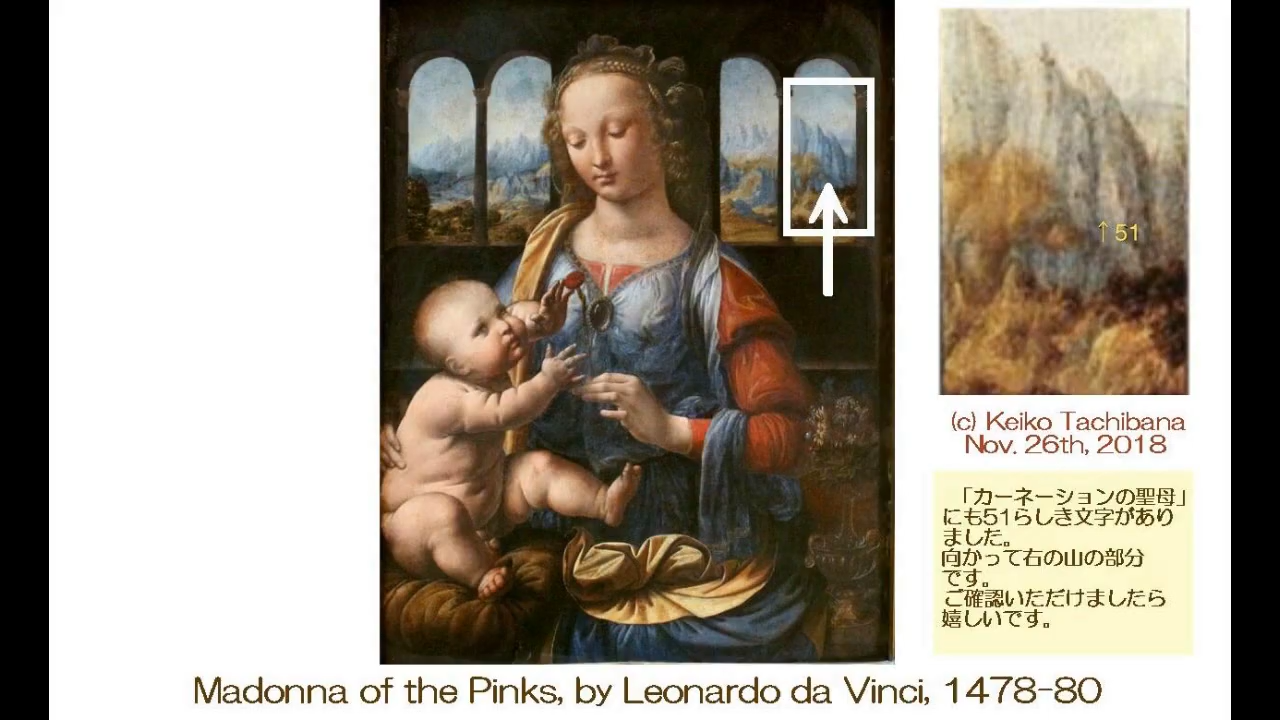 ↑51
(c) Keiko Tachibana
Nov. 26th, 2018
「カーネーションの聖母」
にも51らしき文字があり
ました。
向かって右の山の部分
です。
ご確認いただけましたら
嬉しいです。
Madonna of the Pinks, by Leonardo da Vinci, 1478-80